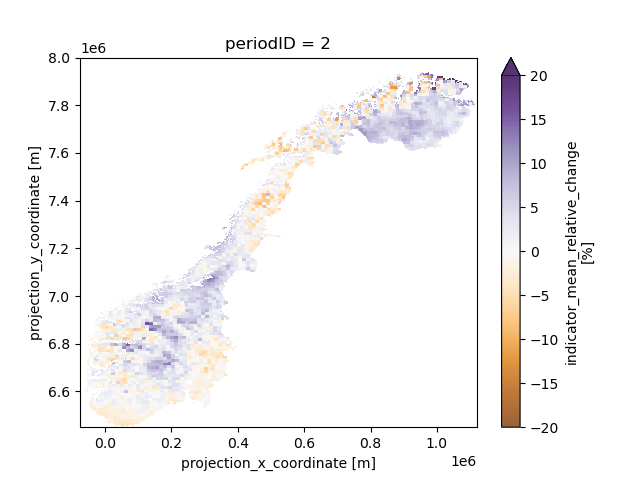 periodID = 2
1e6
8.0
7.8
7.6
7.4
7.2
7.0
6.8
6.6
projection_y_coordinate [m]
0.0 0.2 0.4 0.6 0.8 1.0
1e6
projection_x_coordinate [m]
20
15
10
5
0
−5
−10
−15
−20
indicator_mean_relative_change
[%]